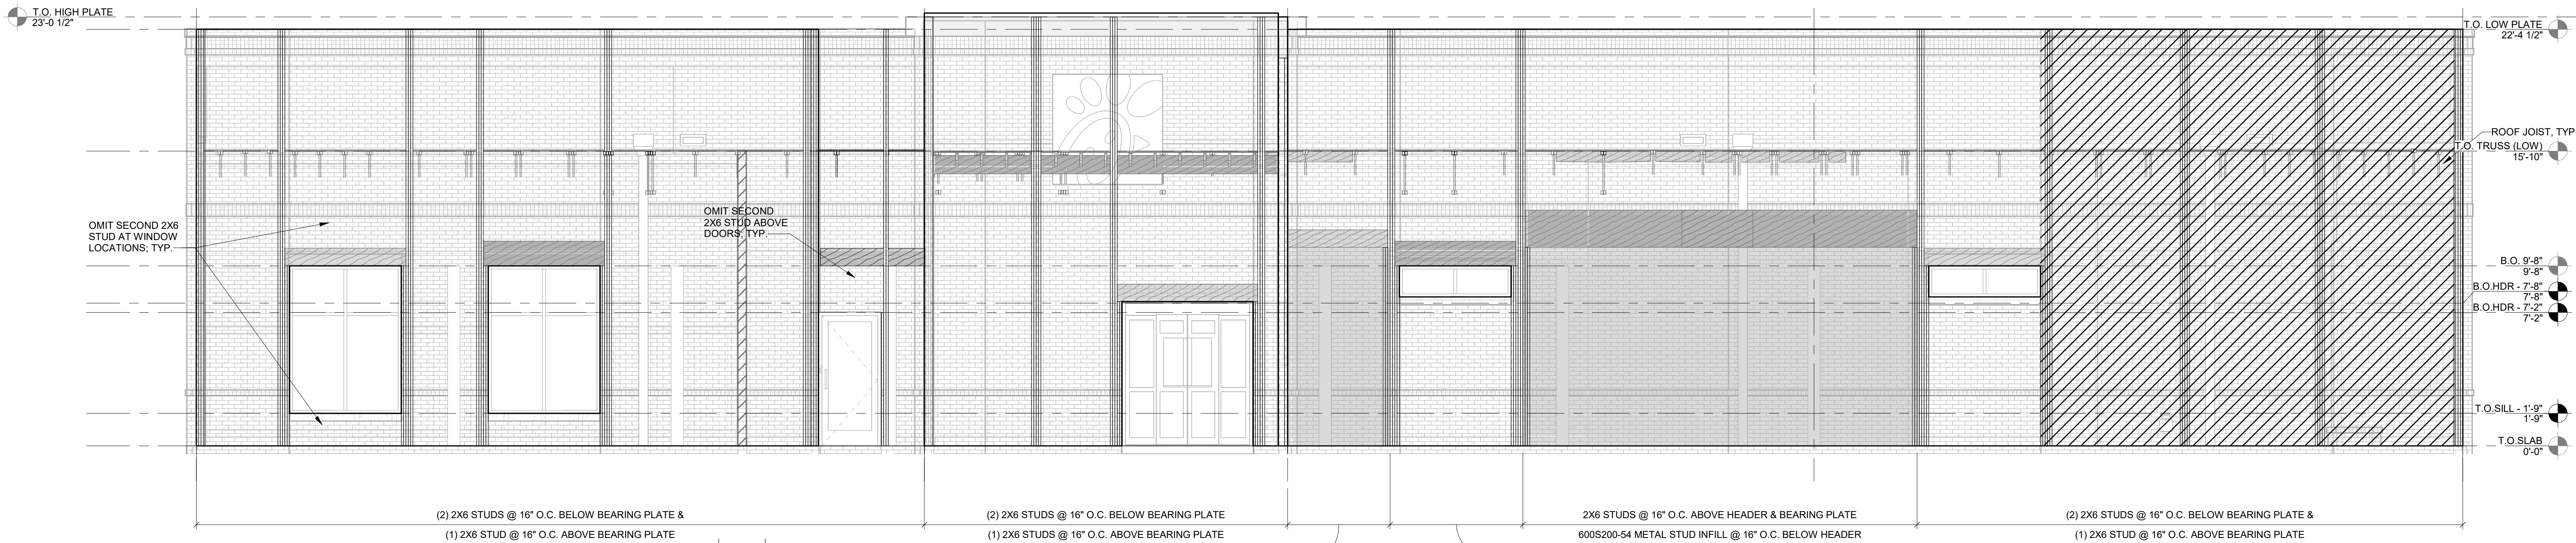 T.O. HIGH PLATE
23'-0 1/2"
T.O. LOW PLATE
22'-4 1/2"
ROOF JOIST, TYP
T.O. TRUSS (LOW)
15'-10"
OMIT SECOND 2X6
STUD AT WINDOW
LOCATIONS; TYP.
OMIT SECOND
2X6 STUD ABOVE
DOORS; TYP.
B.O. 9'-8"
9'-8"
B.O.HDR - 7'-8"
7'-8"
B.O.HDR - 7'-2"
7'-2"
T.O.SILL - 1'-9"
1'-9"
T.O.SLAB
0'-0"
(2) 2X6 STUDS @ 16" O.C. BELOW BEARING PLATE &
(1) 2X6 STUD @ 16" O.C. ABOVE BEARING PLATE
(2) 2X6 STUDS @ 16" O.C. BELOW BEARING PLATE
(1) 2X6 STUDS @ 16" O.C. ABOVE BEARING PLATE
2X6 STUDS @ 16" O.C. ABOVE HEADER & BEARING PLATE
600S200-54 METAL STUD INFILL @ 16" O.C. BELOW HEADER
(2) 2X6 STUDS @ 16" O.C. BELOW BEARING PLATE &
(1) 2X6 STUDS @ 16" O.C. ABOVE BEARING PLATE